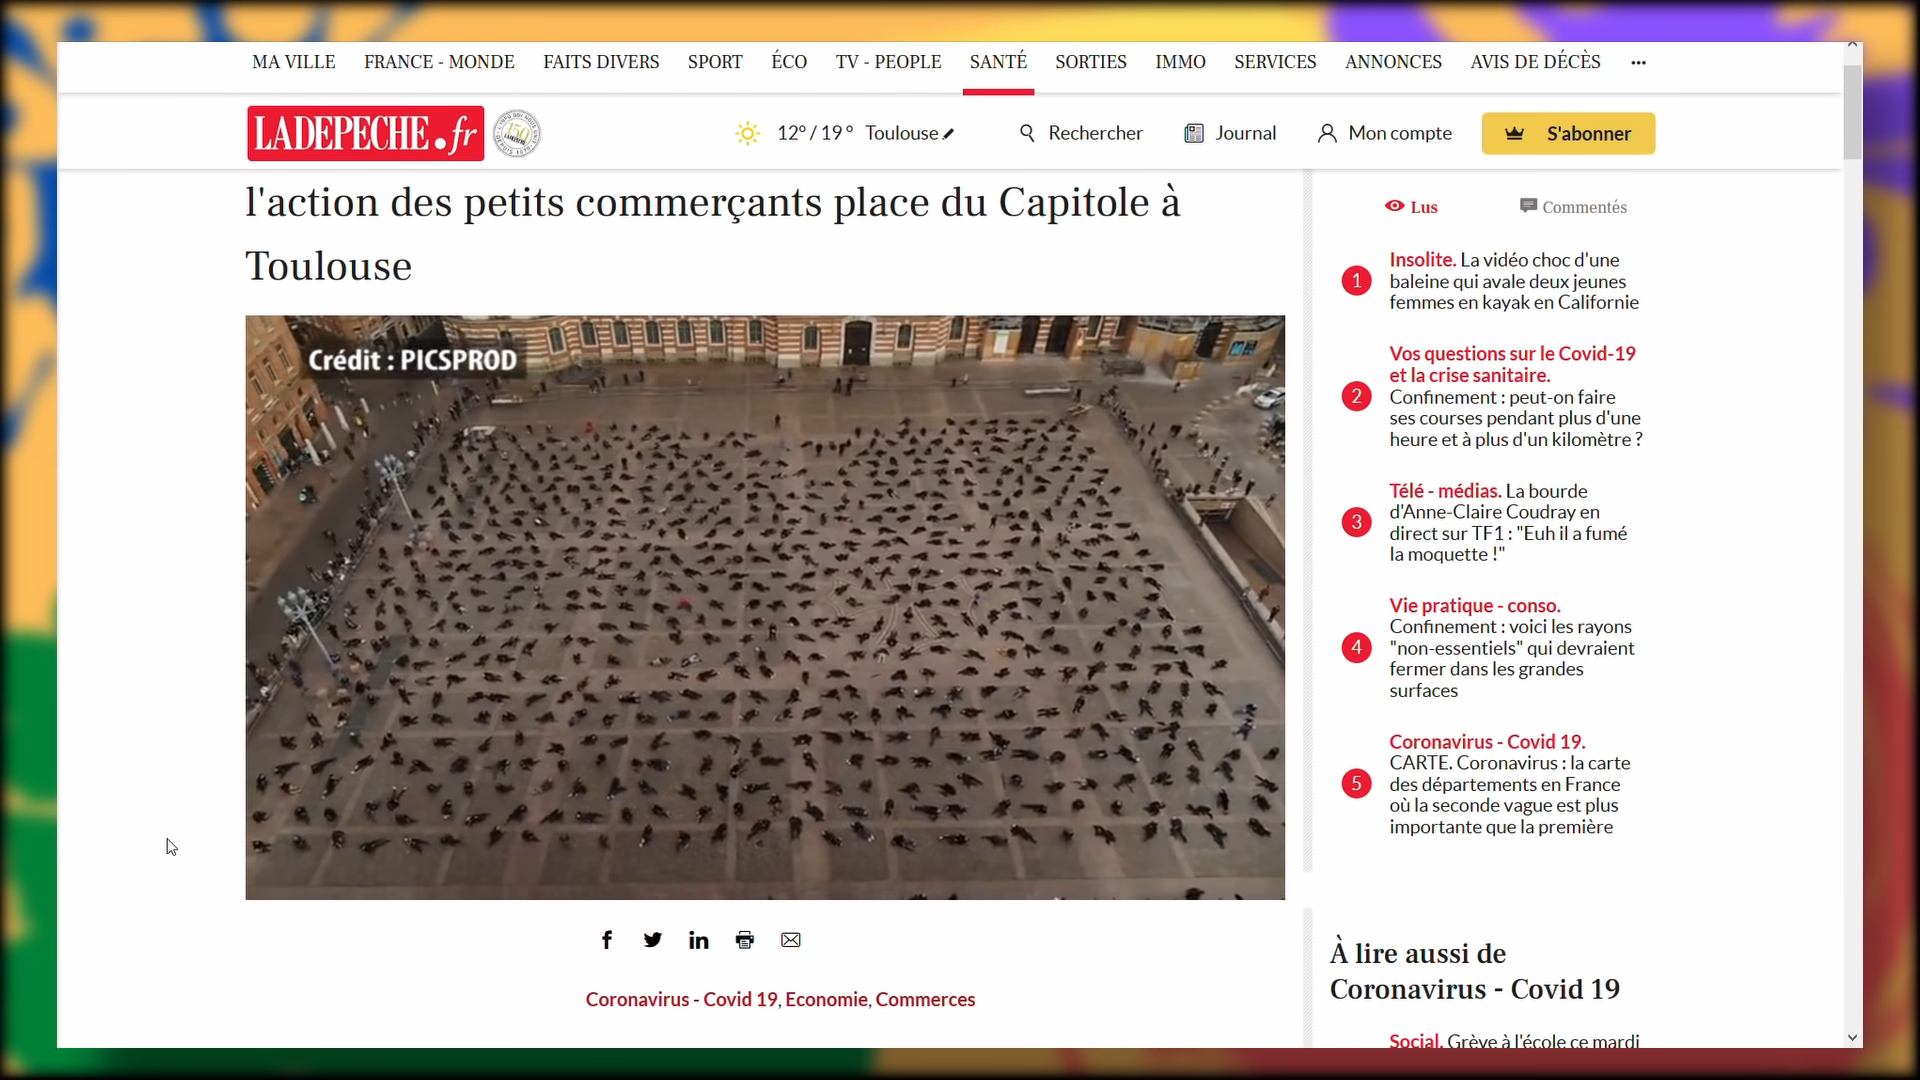 MA VILLE FRANCE - MONDE FAITS DIVERS SPORT ÉCO TV - PEOPLE SANTÉ SORTIES IMMO SERVICES ANNONCES AVIS DE DÉCÈS ...
LADEPECHE.fr
150
12° / 19 ° Toulouse
Rechercher
Journal
Mon compte
S'abonner
l'action des petits commerçants place du Capitole à
Toulouse
Crédit : PICSPROD
Coronavirus - Covid 19, Economie, Commerces
Lus
Commentés
1
Insolite. La vidéo choc d'une
baleine qui avale deux jeunes
femmes en kayak en Californie
2
Vos questions sur le Covid-19
et la crise sanitaire.
Confinement : peut-on faire
ses courses pendant plus d'une
heure et à plus d'un kilomètre ?
3
Télé - médias. La bourde
d'Anne-Claire Coudray en
direct sur TF1 : "Euh il a fumé
la moquette !"
4
Vie pratique - conso.
Confinement : voici les rayons
"non-essentiels" qui devraient
fermer dans les grandes
surfaces
5
Coronavirus - Covid 19.
CARTE. Coronavirus : la carte
des départements en France
où la seconde vague est plus
importante que la première
À lire aussi de
Coronavirus - Covid 19
Social. Grève à l'école ce mardi